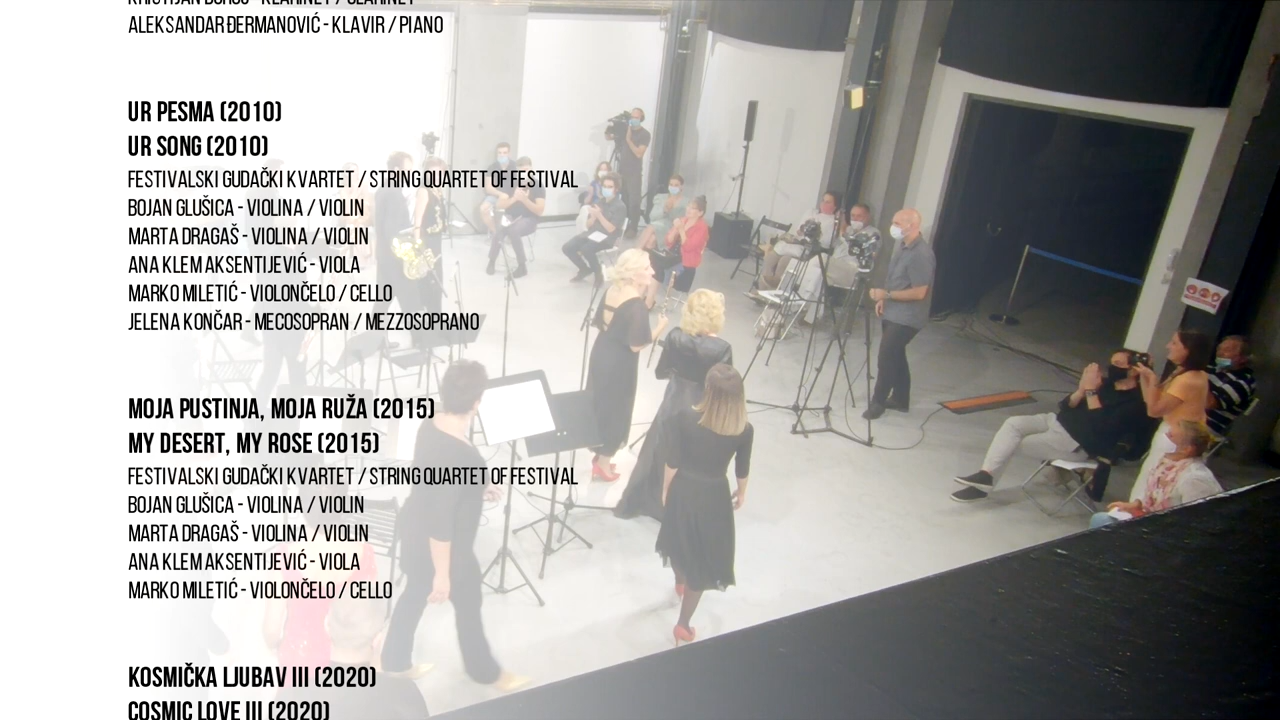 ALEKSANDAR ĐERMANOVIĆ - KLAVIR / PIANO
UR PESMA (2010)
UR SONG (2010)
FESTIVALSKI GUDAČKI KVARTET / STRING QUARTET OF FESTIVAL
BOJAN GLUŠICA - VIOLINA / VIOLIN
MARTA DRAGAŠ - VIOLINA / VIOLIN
ANA KLEM AKSENTIJEVIĆ - VIOLA
MARKO MILETIĆ - VIOLONČELO / CELLO
JELENA KONČAR - MECOSOPRAN / MEZZOSOPRANO
MOJA PUSTINJA, MOJA RUŽA (2015)
MY DESERT, MY ROSE (2015)
FESTIVALSKI GUDAČKI KVARTET / STRING QUARTET OF FESTIVAL
BOJAN GLUŠICA - VIOLINA / VIOLIN
MARTA DRAGAŠ - VIOLINA / VIOLIN
ANA KLEM AKSENTIJEVIĆ - VIOLA
MARKO MILETIĆ - VIOLONČELO / CELLO
KOSMIČKA LJUBAV III (2020)
COSMIC LOVE III (2020)